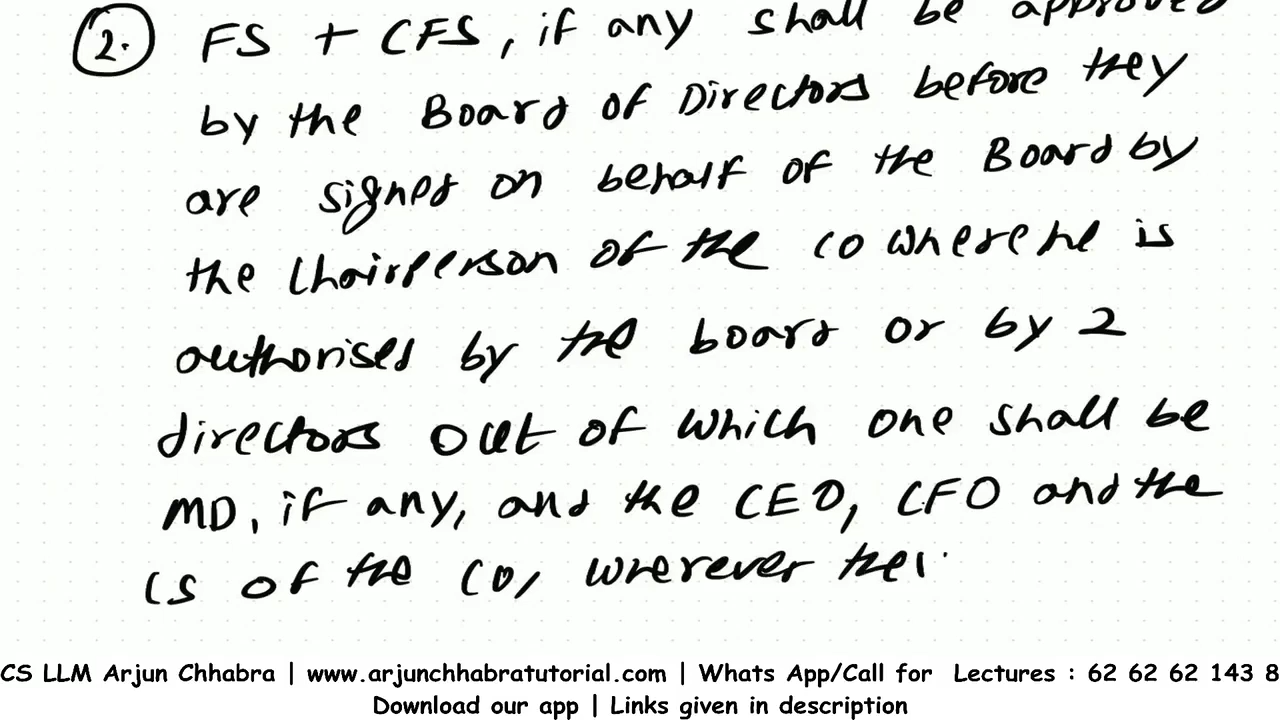 2. FS + CFS, if any shall be approved
by the Board of Directors before they
are signed on behalf of the Board by
the Chairperson of the CO where he is
authorised by the board or by 2
directors out of which one shall be
MD, if any, and the CEO, CFO and the
CS of the CO, wherever the
CS LLM Arjun Chhabra | www.arjunchhabratutorial.com | Whats App/Call for Lectures : 62 62 62 143 8
Download our app | Links given in description